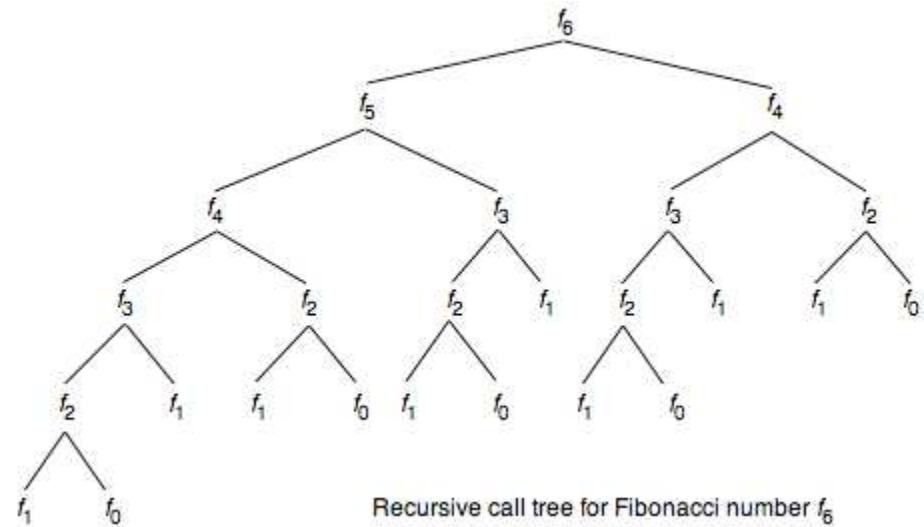 f6
f5 f4
f4 f3 f3 f2
f3 f2 f2 f1 f2 f1 f1 f0
f2 f1 f1 f0 f1 f0 f1 f0
f1 f0
Recursive call tree for Fibonacci number f6